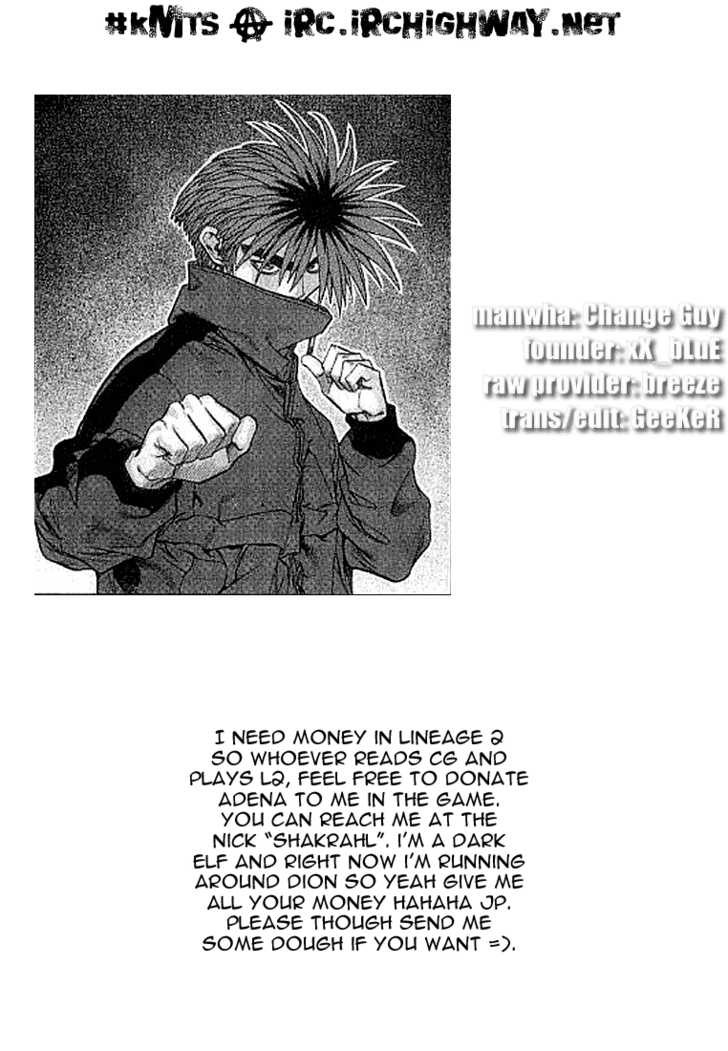 #KMTS @ IRC.IRCHIGHWAY.NET
manwha: Change Guy
founder: xX_bLuE
raw provider: breeze
trans/edit: GeeKeR
I NEED MONEY IN LINEAGE 2
SO WHOEVER READS CG AND
PLAYS L2, FEEL FREE TO DONATE
ADENA TO ME IN THE GAME.
YOU CAN REACH ME AT THE
NICK "SHAKRAHL". I'M A DARK
ELF AND RIGHT NOW I'M RUNNING
AROUND DION SO YEAH GIVE ME
ALL YOUR MONEY HAHAHA JP.
PLEASE THOUGH SEND ME
SOME DOUGH IF YOU WANT =).